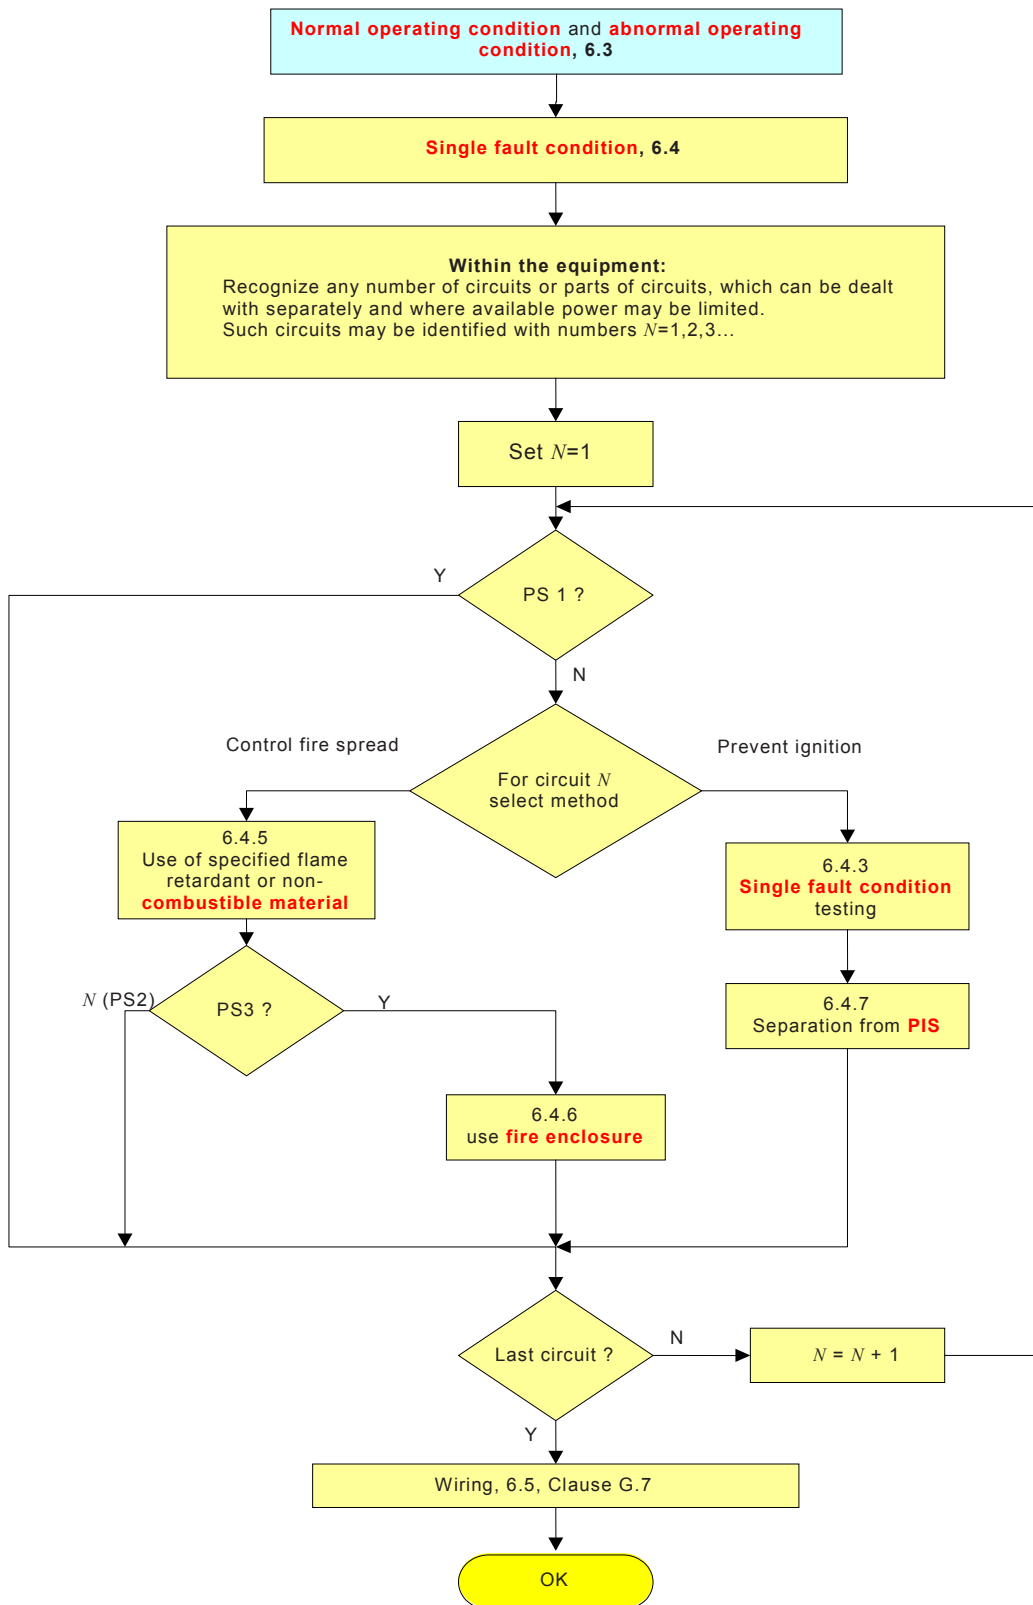 Normal operating condition and abnormal operating
condition, 6.3
Single fault condition, 6.4
Within the equipment:
Recognize any number of circuits or parts of circuits, which can be dealt
with separately and where available power may be limited.
Such circuits may be identified with numbers N=1,2,3...
Set N=1
Y
PS 1 ?
N
Control fire spread
Prevent ignition
For circuit N
select method
6.4.5
Use of specified flame
retardant or non-
combustible material
6.4.3
Single fault condition
testing
N (PS2)
PS3 ?
Y
6.4.7
Separation from PIS
6.4.6
use fire enclosure
Last circuit ?
N
N = N + 1
Y
Wiring, 6.5, Clause G.7
OK